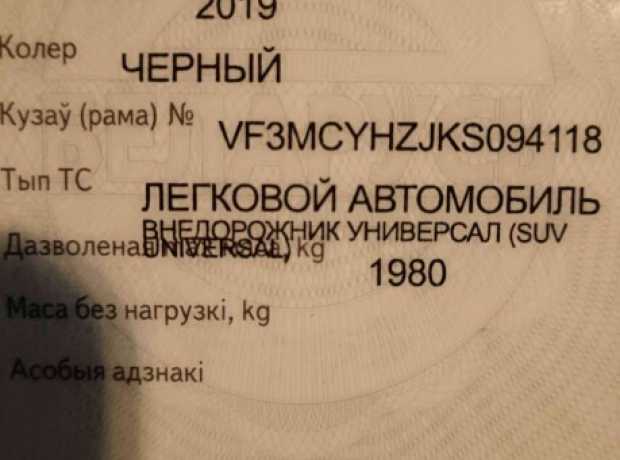 2019
Колер
ЧЕРНЫЙ
Кузаў (рама) №
VF3MCYHZJKS094118
Тып ТС
ЛЕГКОВОЙ АВТОМОБИЛЬ
ВНЕДОРОЖНИК УНИВЕРСАЛ (SUV
UNIVERSAL)
Дазволеная kg
1980
Маса без нагрузкі, kg
Асобыя адзнакі